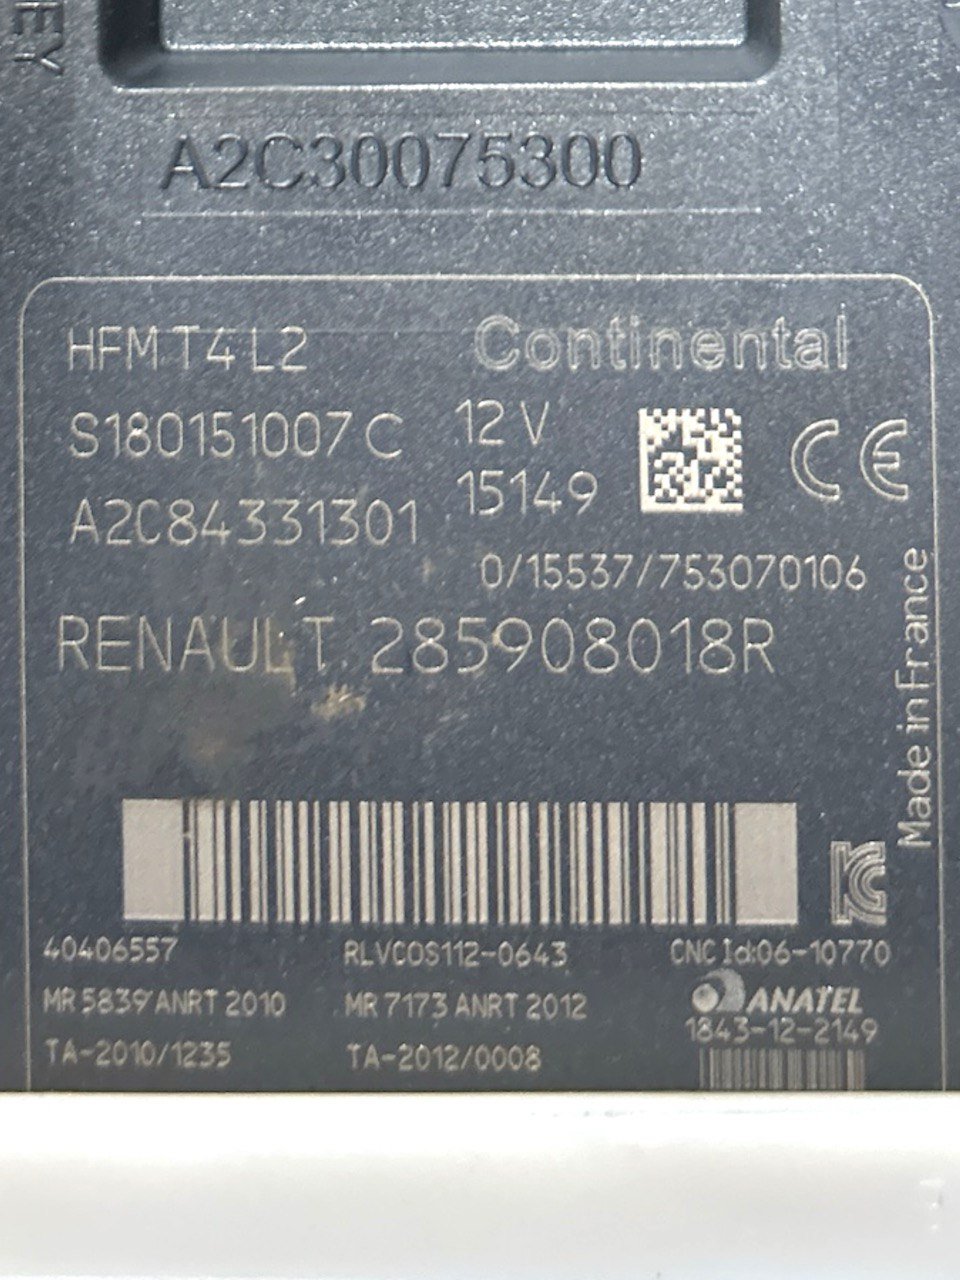 KEY
A2C30075300
HFM T4 L2
Continental
S180151007 C
12 V
CE
15149
A2C84331301
0/15537/753070106
RENAULT 285908018R
Made in France
40406557
RLVCOS112-0643
CNC Id:06-10770
MR 5839 ANRT 2010
MR 7173 ANRT 2012
ANATEL
1843-12-2149
TA-2010/1235
TA-2012/0008